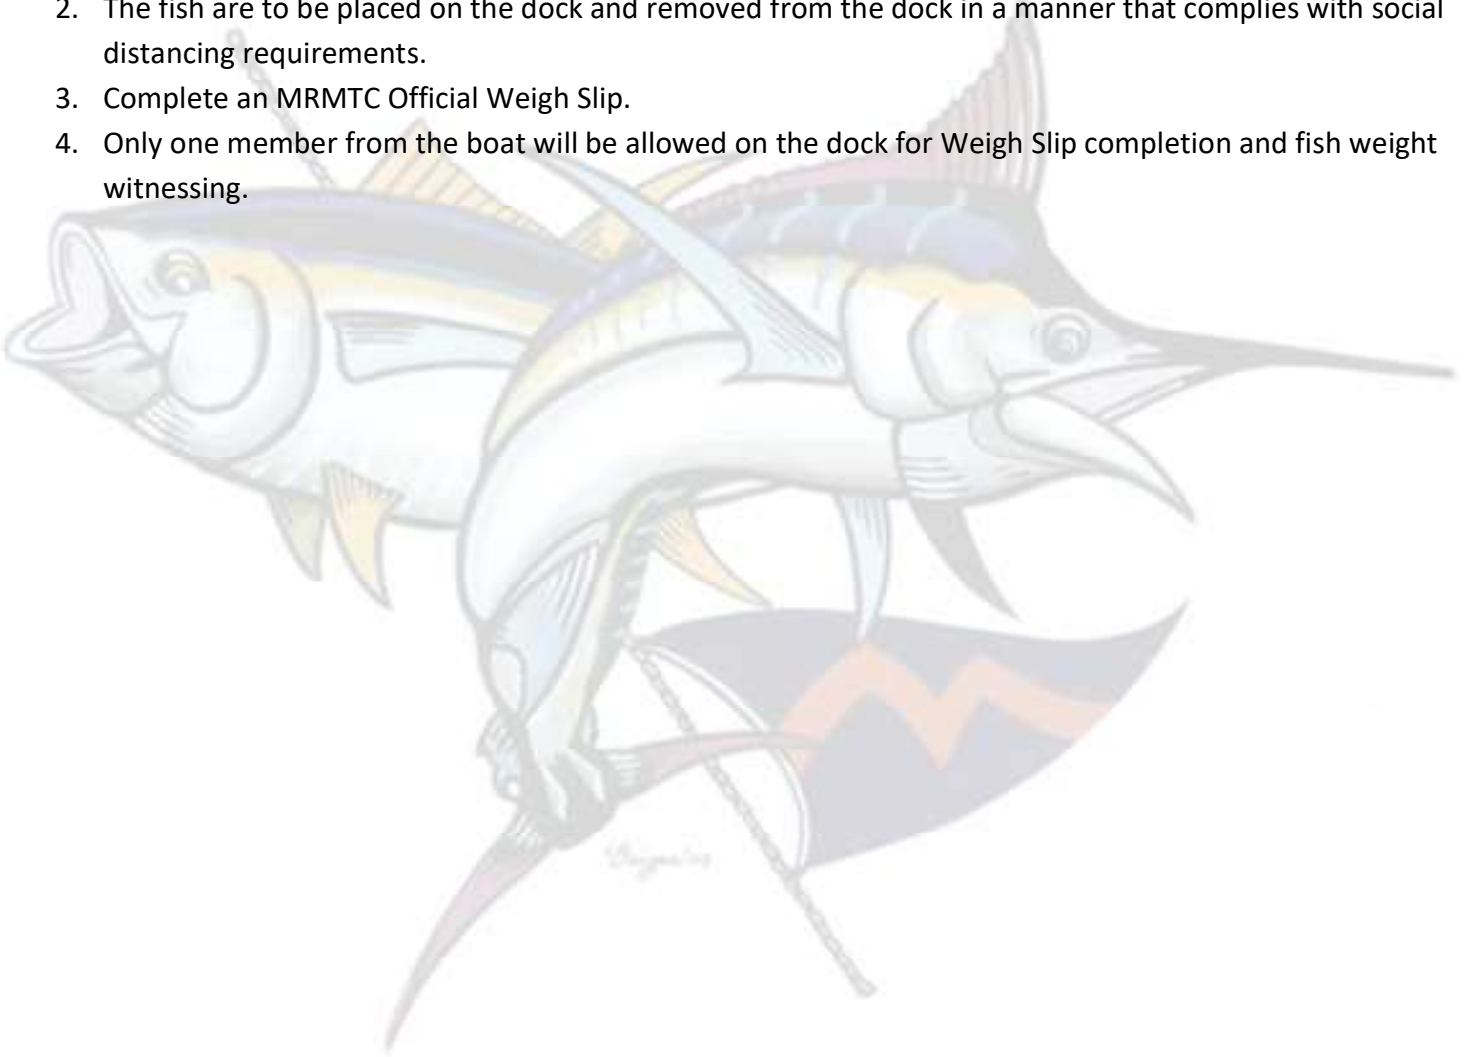 2. The fish are to be placed on the dock and removed from the dock in a manner that complies with social
distancing requirements.
3. Complete an MRMTC Official Weigh Slip.
4. Only one member from the boat will be allowed on the dock for Weigh Slip completion and fish weight
witnessing.